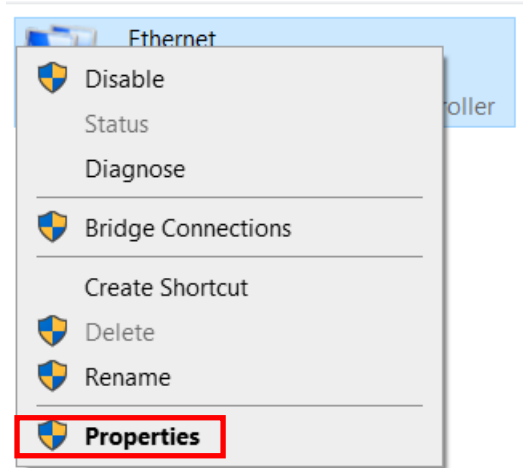 Ethernet
Disable
roller
Status
Diagnose
Bridge Connections
Create Shortcut
Delete
Rename
Properties